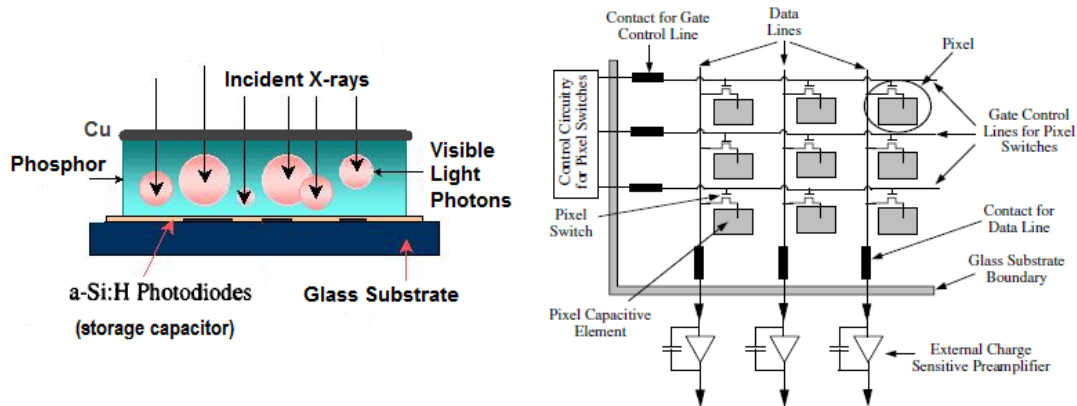 Incident X-rays
Cu
Phosphor
Visible
Light
Photons
a-Si:H Photodiodes
(storage capacitor)
Glass Substrate
Contact for Gate
Control Line
Data
Lines
Pixel
Control Circuitry
for Pixel Switches
Gate Control
Lines for Pixel
Switches
Pixel
Switch
Contact for
Data Line
Glass Substrate
Boundary
Pixel Capacitive
Element
External Charge
Sensitive Preamplifier